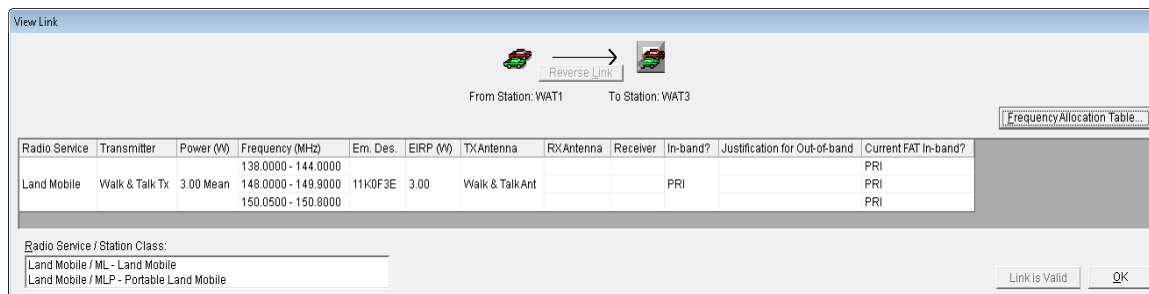 View Link
Reverse Link
From Station: WAT1 To Station: WAT3
Frequency Allocation Table...
Radio Service Transmitter Power (W) Frequency (MHz) Em. Des. EIRP (W) TX Antenna RX Antenna Receiver In-band? Justification for Out-of-band Current FAT In-band?
138.0000 - 144.0000 PRI
Land Mobile Walk & Talk Tx 3.00 Mean 148.0000 - 149.9000 11K0F3E 3.00 Walk & Talk Ant PRI PRI
150.0500 - 150.8000 PRI
Radio Service / Station Class:
Land Mobile / ML - Land Mobile
Land Mobile / MLP - Portable Land Mobile
Link is Valid OK